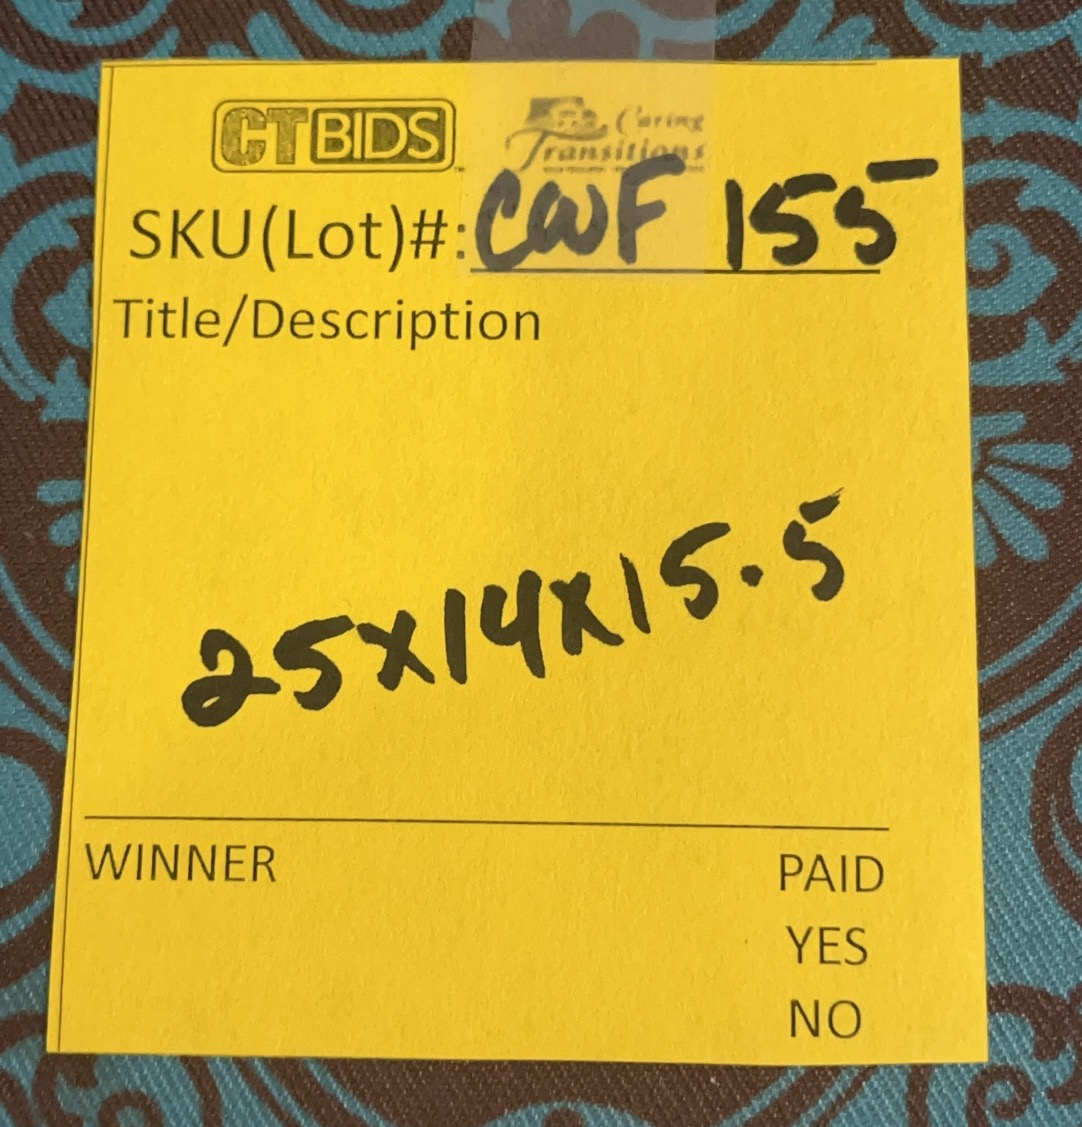 CTBIDS Caring
Transitions
SKU(Lot)#: CWF 155
Title/Description
25x14x15.5
WINNER PAID
YES
NO